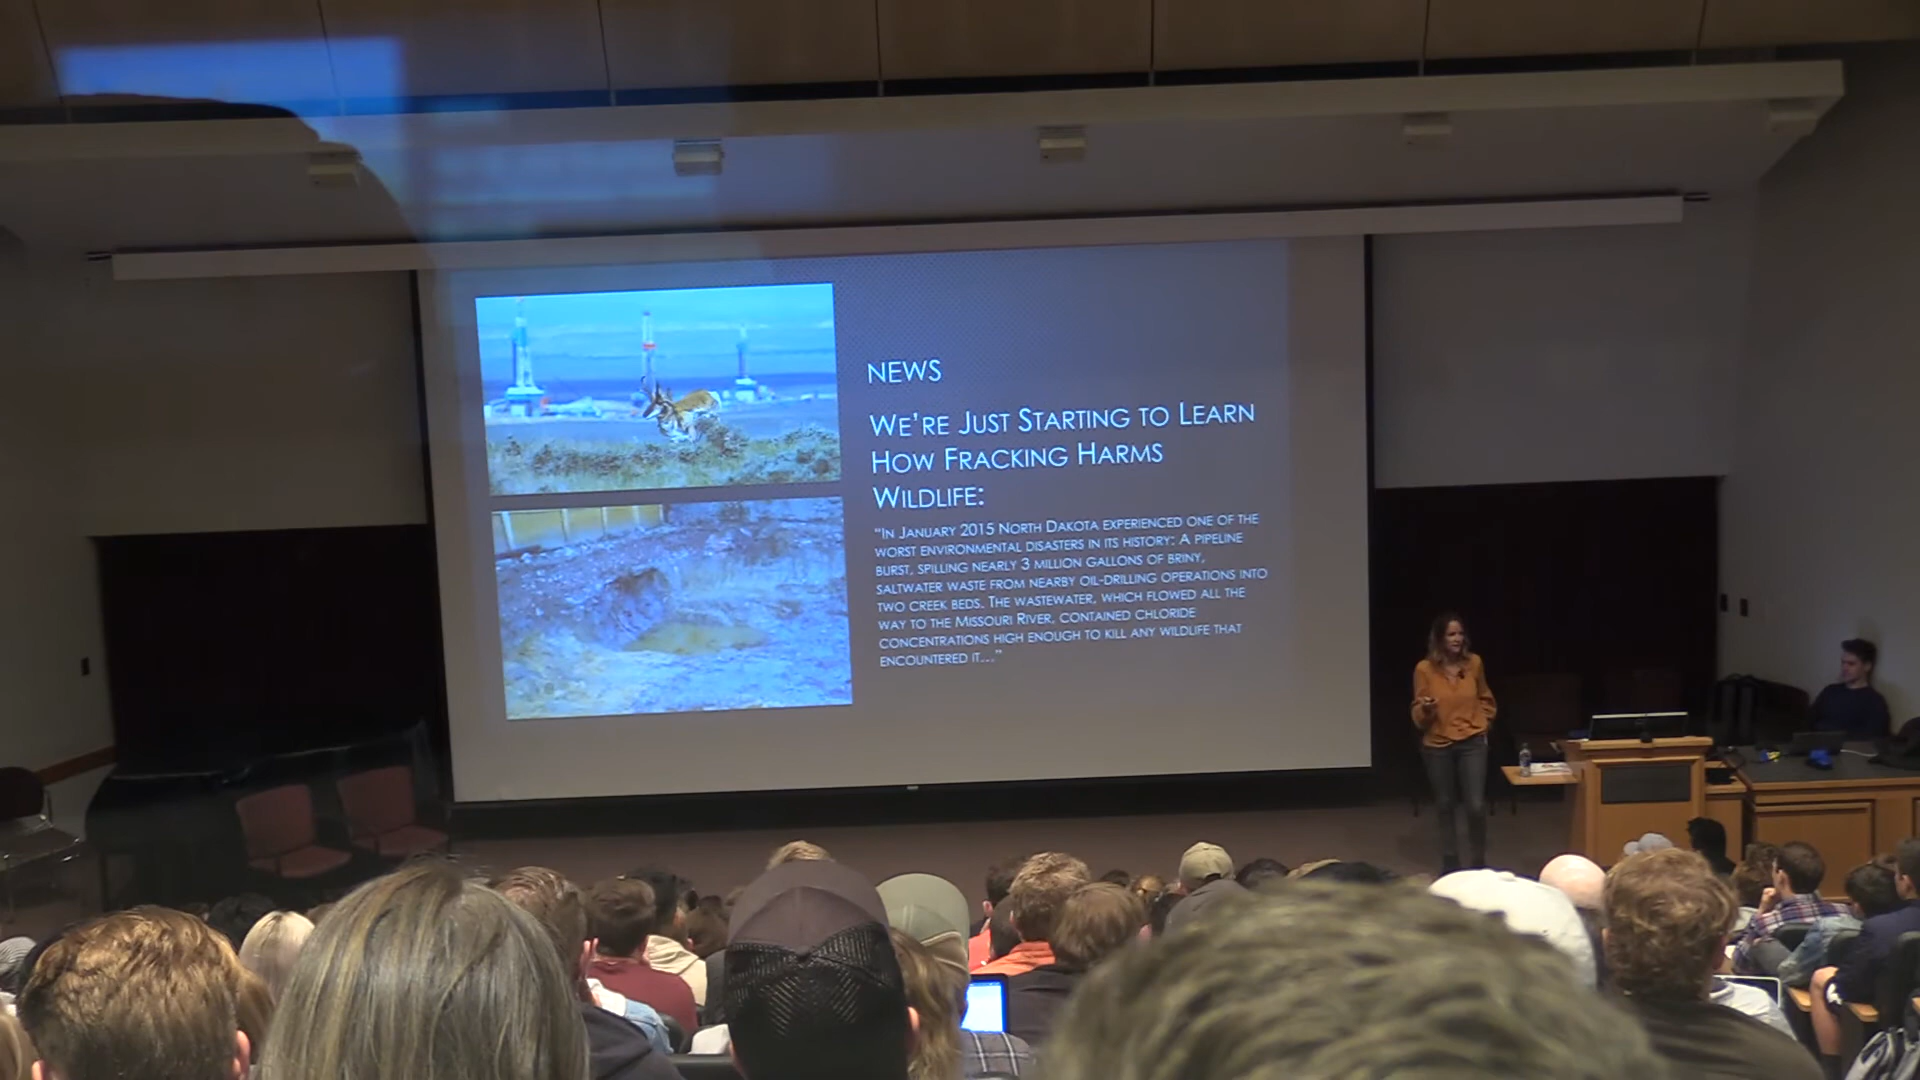 NEWS
WE'RE JUST STARTING TO LEARN
HOW FRACKING HARMS
WILDLIFE:
"IN JANUARY 2015 NORTH DAKOTA EXPERIENCED ONE OF THE
WORST ENVIRONMENTAL DISASTERS IN ITS HISTORY: A PIPELINE
BURST, SPILLING NEARLY 3 MILLION GALLONS OF BRINY,
SALTWATER WASTE FROM NEARBY OIL-DRILLING OPERATIONS INTO
TWO CREEK BEDS. THE WASTEWATER, WHICH FLOWED ALL THE
WAY TO THE MISSOURI RIVER, CONTAINED CHLORIDE
CONCENTRATIONS HIGH ENOUGH TO KILL ANY WILDLIFE THAT
ENCOUNTERED IT..."